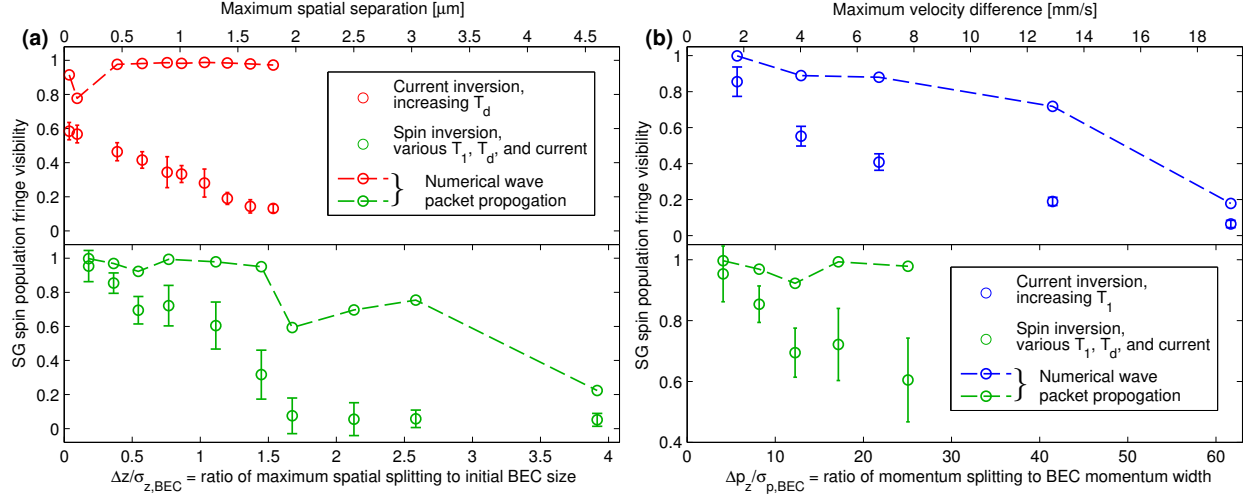 Maximum spatial separation [μm]
(a)
0 0.5 1 1.5 2 2.5 3 3.5 4 4.5
1
0.8
0.6
0.4
0.2
0
Current inversion,
increasing T_d
Spin inversion,
various T_1, T_d, and current
Numerical wave
packet propogation
SG spin population fringe visibility
1
0.8
0.6
0.4
0.2
0
0 0.5 1 1.5 2 2.5 3 3.5 4
Δz/σ_z,BEC = ratio of maximum spatial splitting to initial BEC size
Maximum velocity difference [mm/s]
(b)
0 2 4 6 8 10 12 14 16 18
1
0.8
0.6
0.4
0.2
0
SG spin population fringe visibility
1
0.8
0.6
0.4
Current inversion,
increasing T_1
Spin inversion,
various T_1, T_d, and current
Numerical wave
packet propogation
0 10 20 30 40 50 60
Δp_z/σ_p,BEC = ratio of momentum splitting to BEC momentum width